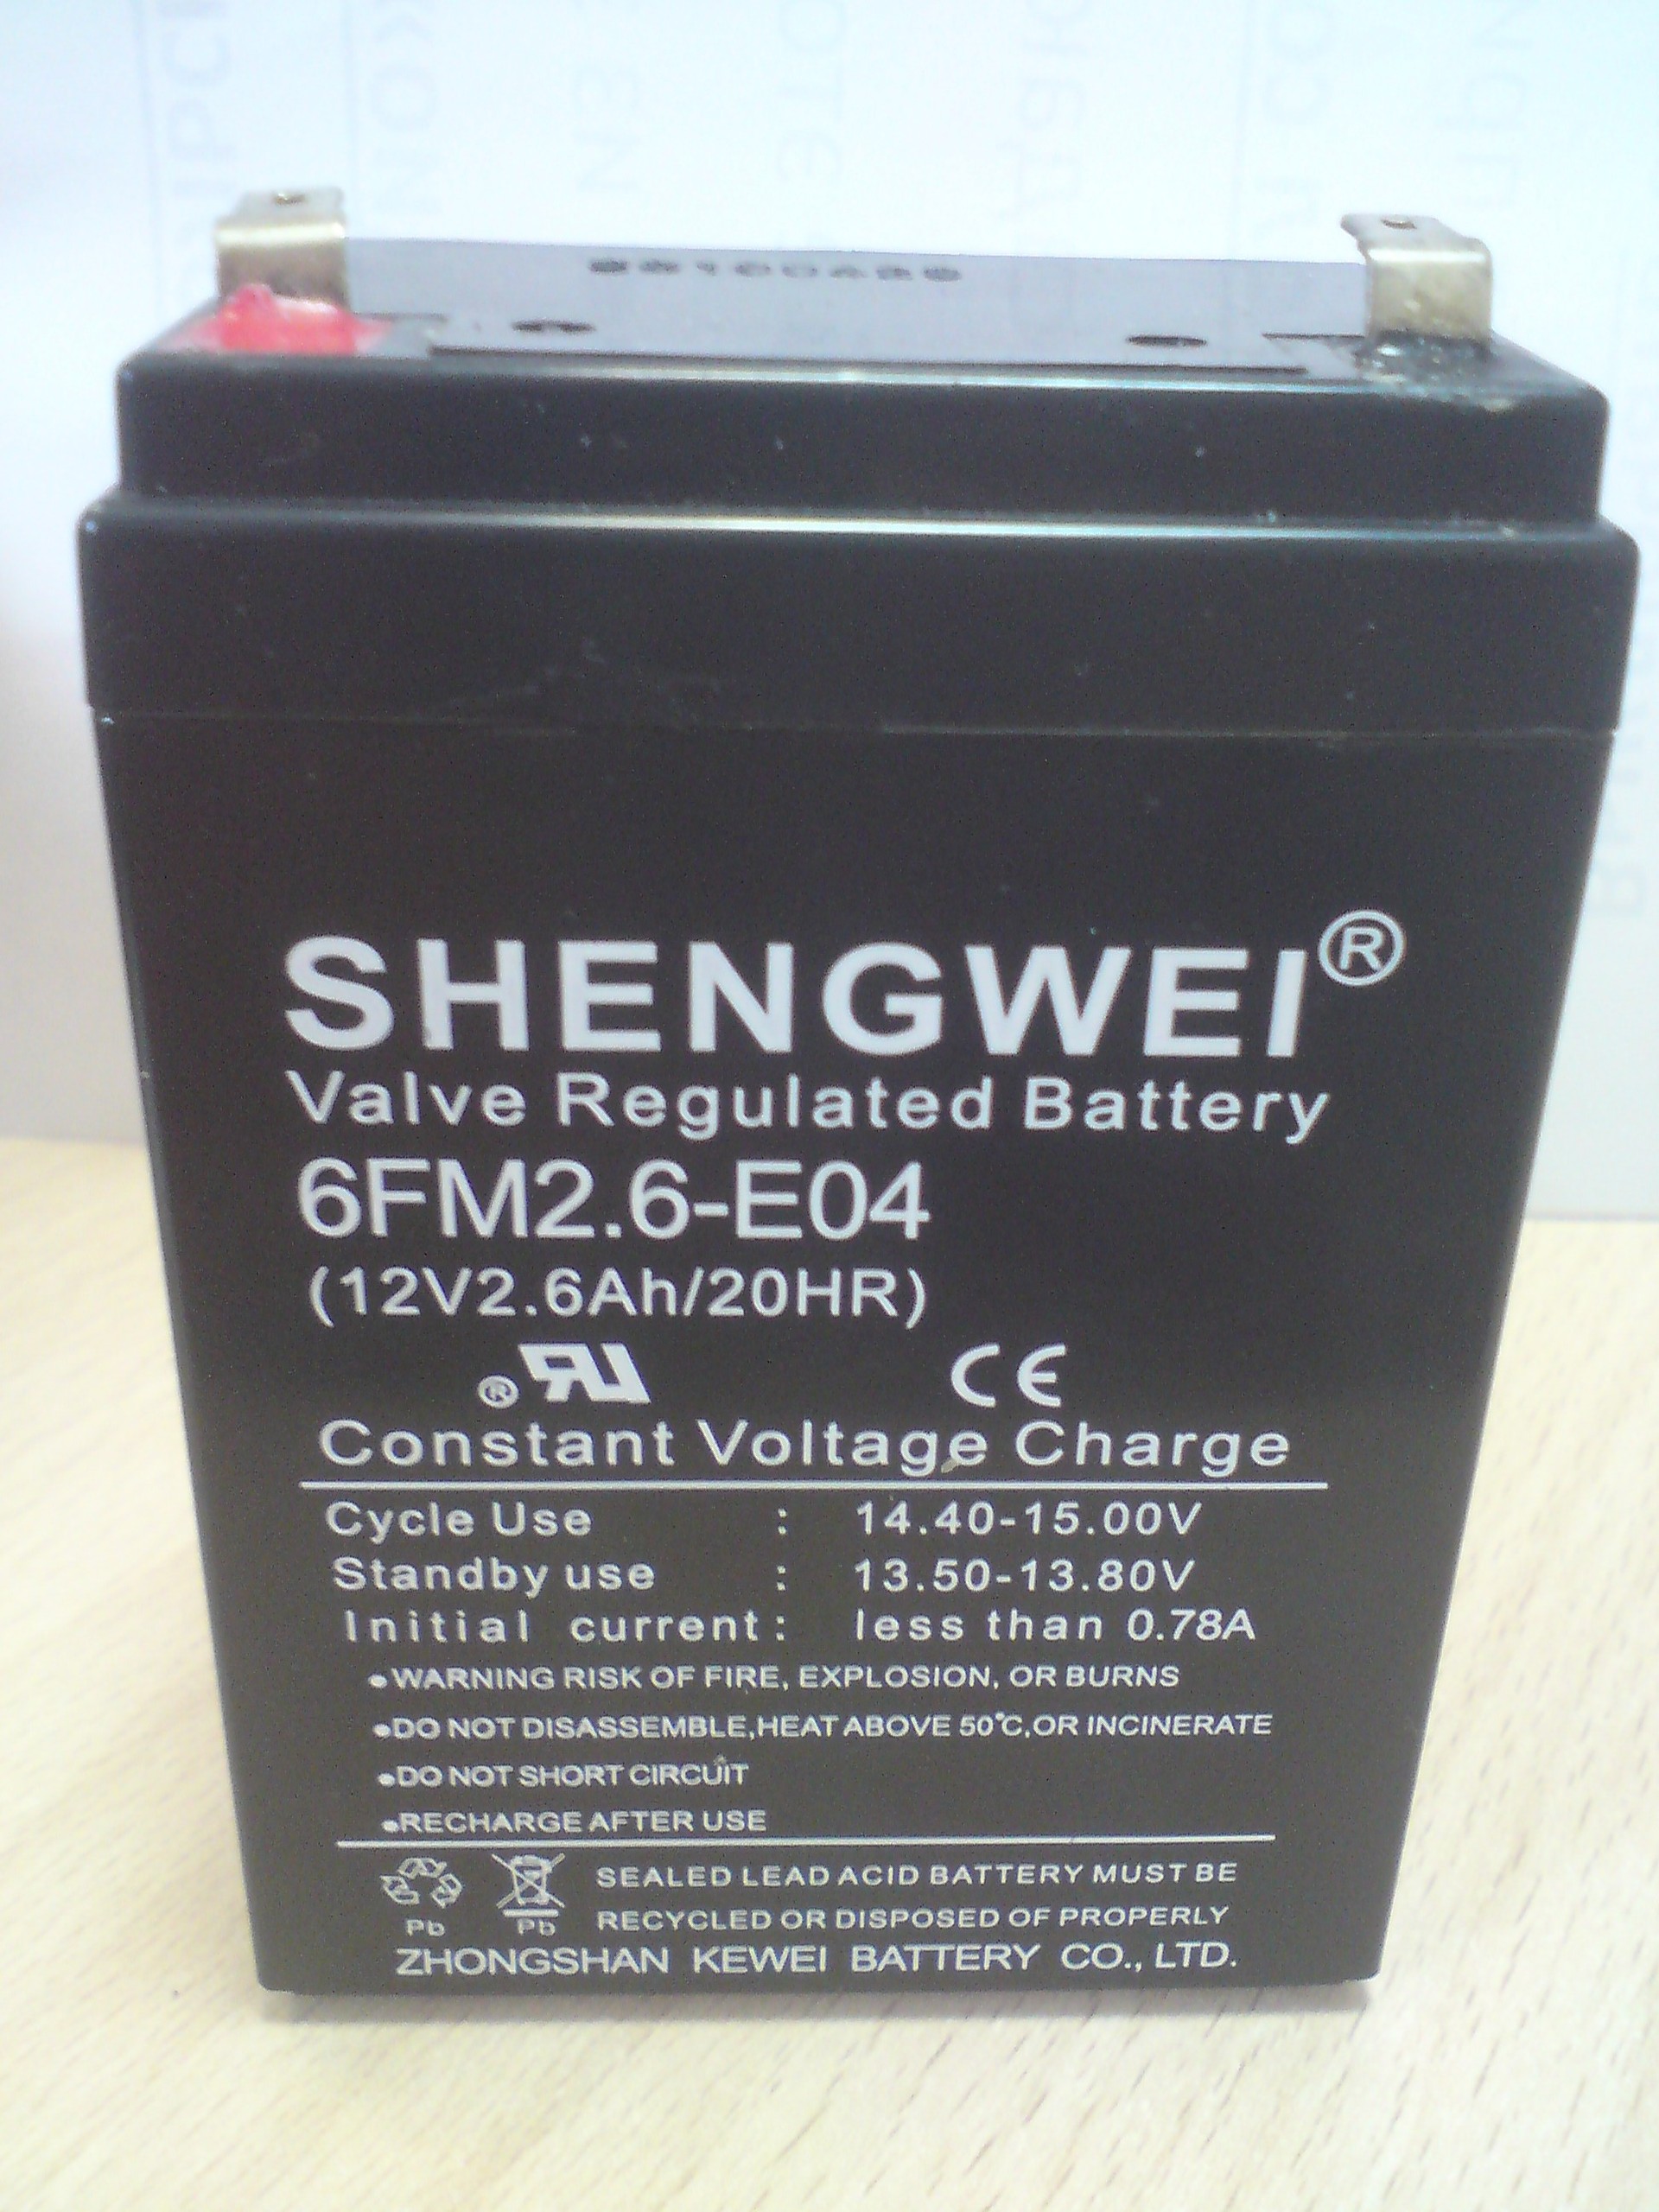 SHENGWEI®
Valve Regulated Battery
6FM2.6-E04
(12V2.6Ah/20HR)
® RU CE
Constant Voltage Charge
Cycle Use : 14.40-15.00V
Standby use : 13.50-13.80V
Initial current: less than 0.78A
•WARNING RISK OF FIRE, EXPLOSION, OR BURNS
•DO NOT DISASSEMBLE,HEAT ABOVE 50℃,OR INCINERATE
•DO NOT SHORT CIRCUIT
•RECHARGE AFTER USE
SEALED LEAD ACID BATTERY MUST BE
Pb Pb RECYCLED OR DISPOSED OF PROPERLY
ZHONGSHAN KEWEI BATTERY CO., LTD.